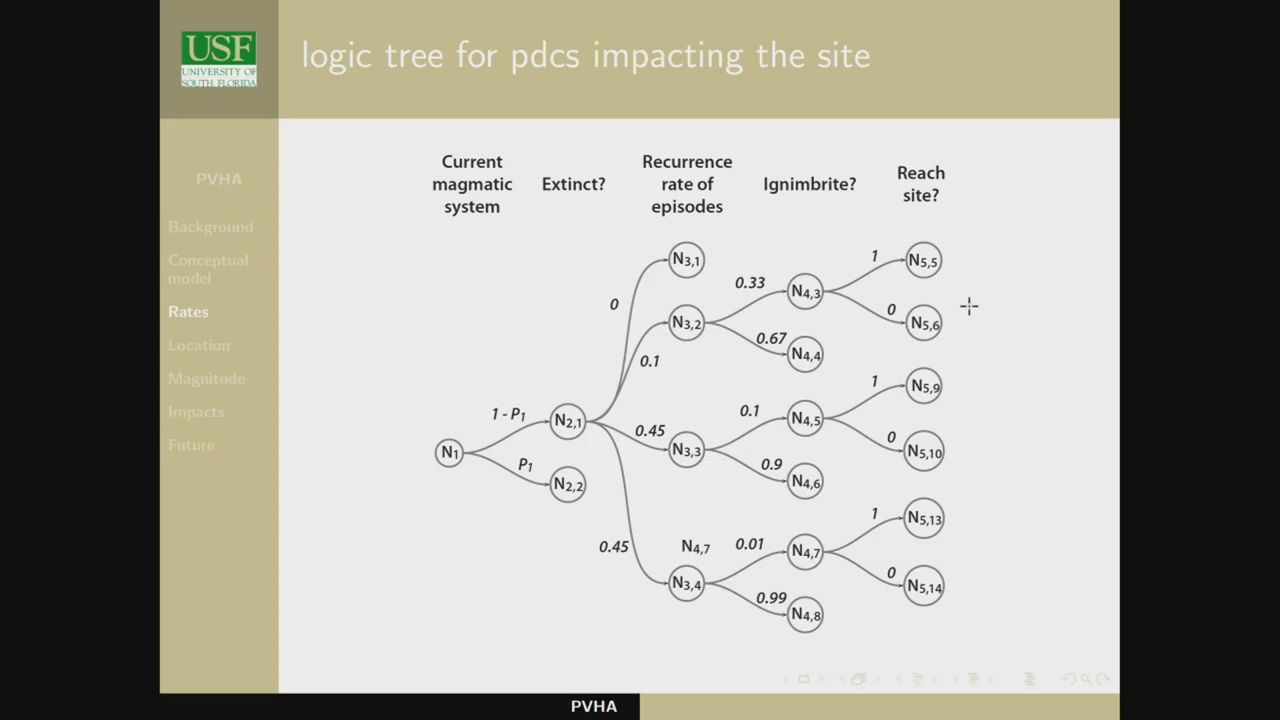 USF
UNIVERSITY OF
SOUTH FLORIDA
logic tree for pdcs impacting the site
PVHA
Background
Conceptual
model
Rates
Location
Magnitude
Impacts
Future
Current
magmatic
system
Extinct?
Recurrence
rate of
episodes
Ignimbrite?
Reach
site?
N3,1
0
0.33
1
N5,5
N4,3
N3,2
0
N5,6
0.1
0.67
N4,4
1
N5,9
1 - P1
N2,1
0.45
0.1
N4,5
N1
N3,3
0
N5,10
P1
N2,2
0.9
N4,6
1
N5,13
0.45
N4,7
0.01
N4,7
N3,4
0
N5,14
0.99
N4,8
PVHA